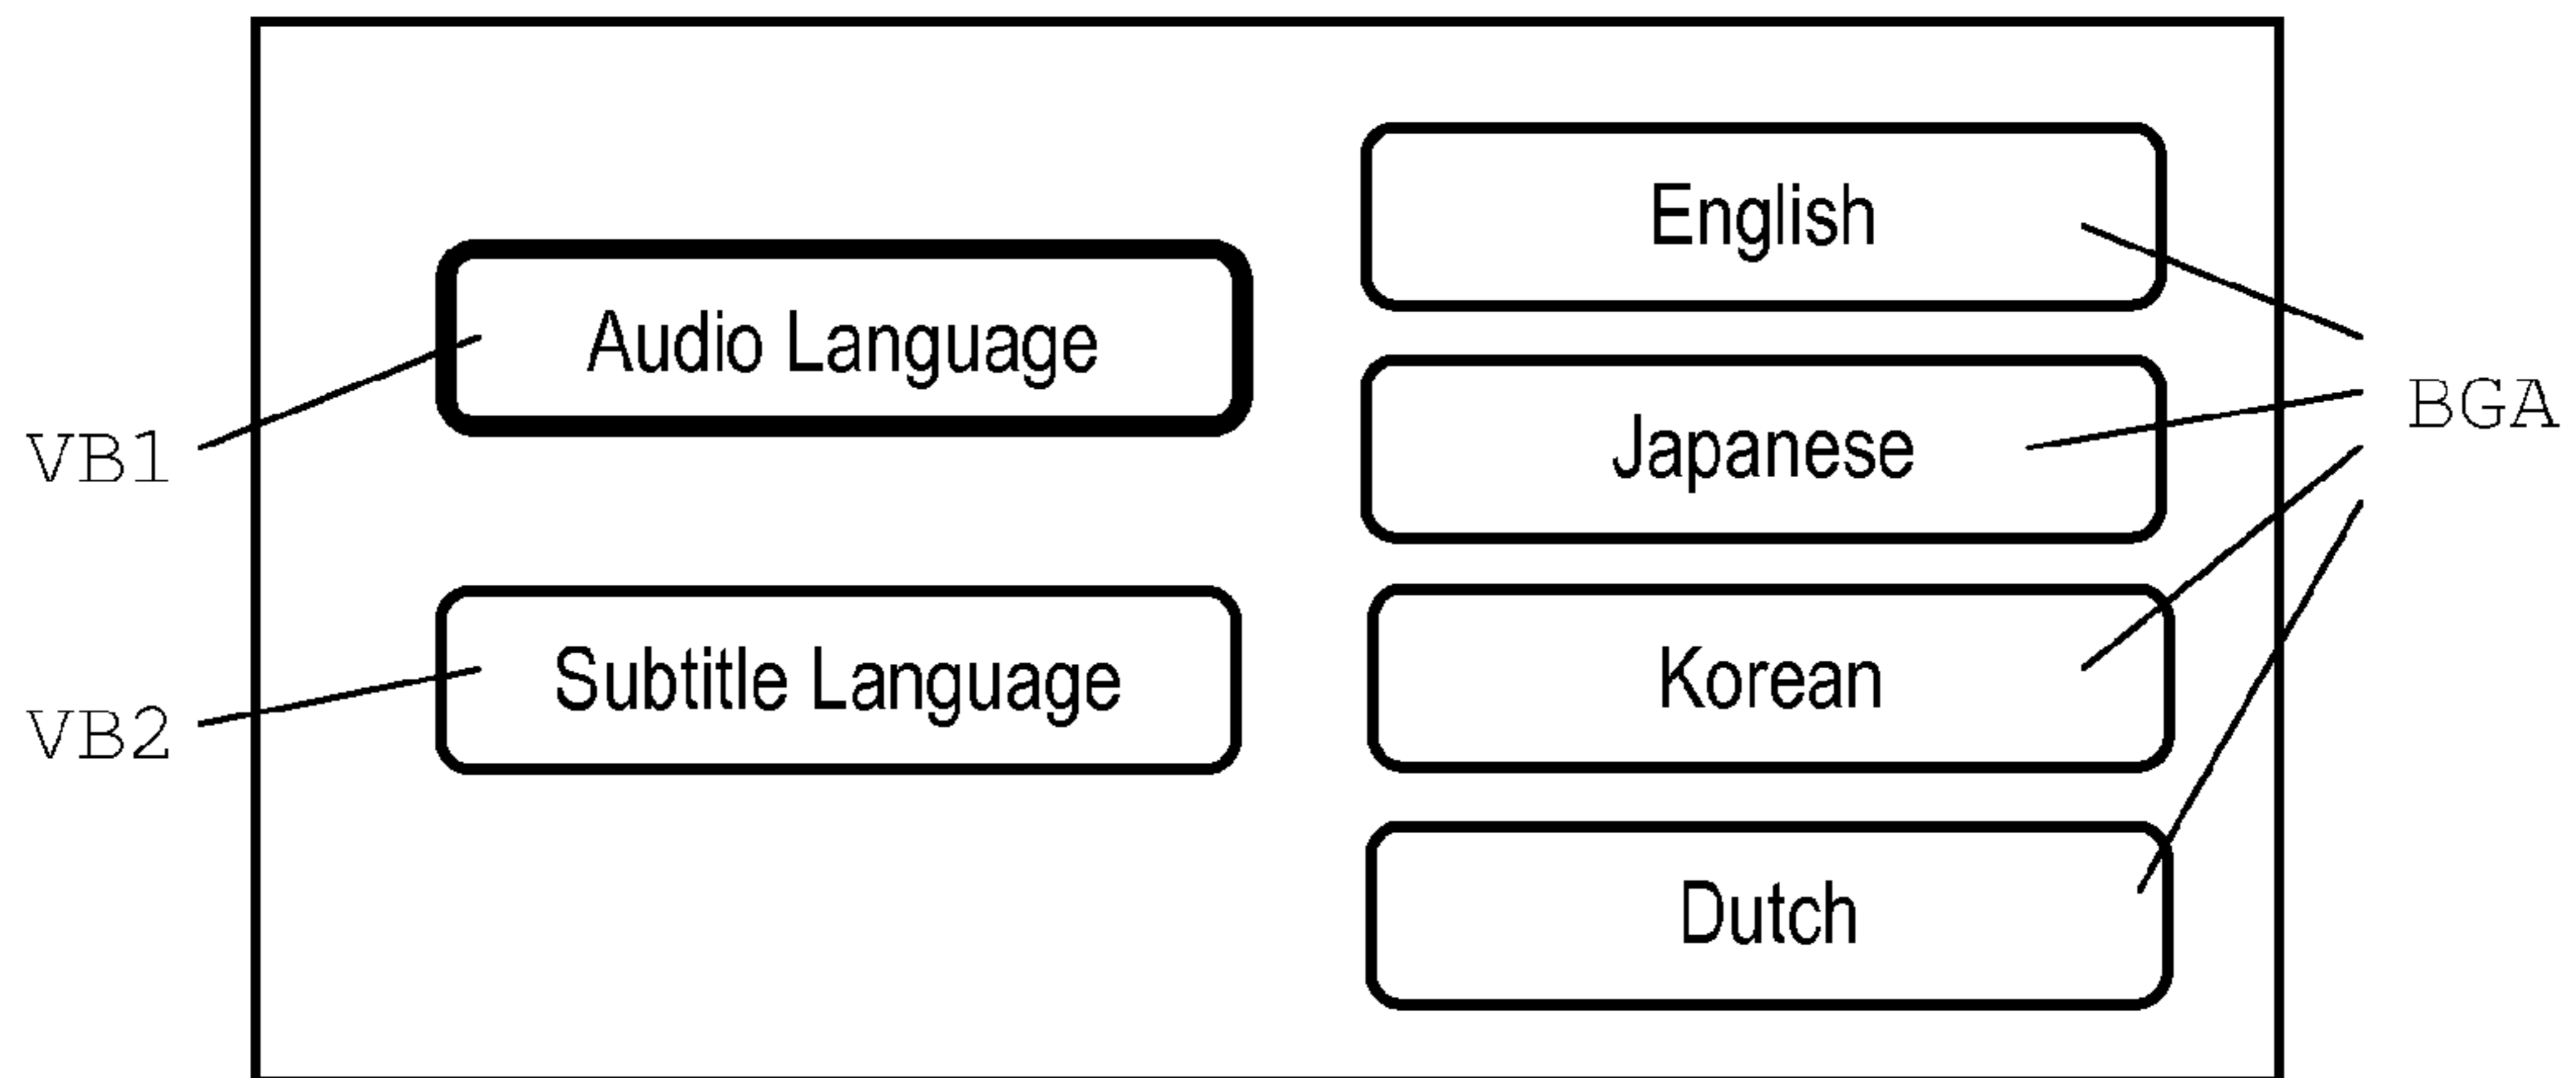 English
Audio Language
Japanese
BGA
VB1
Subtitle Language
Korean
VB2
Dutch